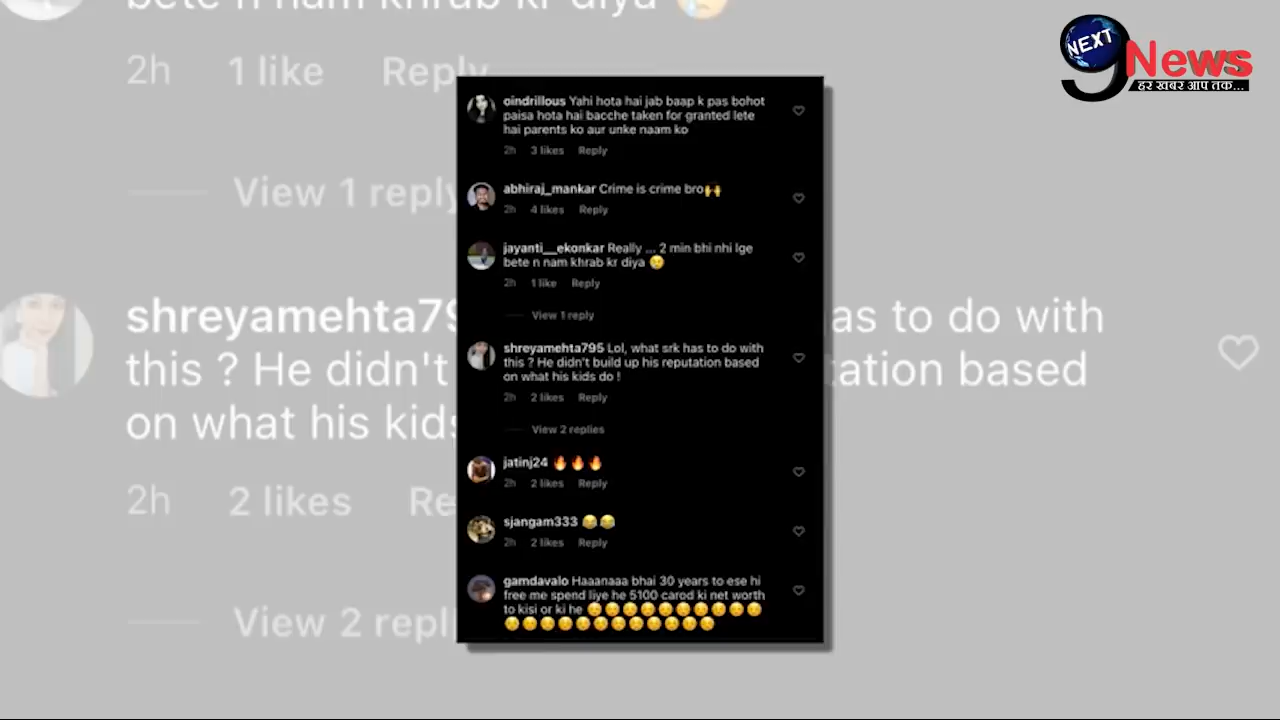 bete n nam khrab kr diya 😢
2h 1 like Reply
View 1 reply
shreyamehta79
as to do with
this ? He didn't
tation based
on what his kids
2h 2 likes Re
View 2 repl
NEXT
9 News
हर खबर आप तक...
oindrillous Yahi hota hai jab baap k pas bohot
paisa hota hai bacche taken for granted lete
hai parents ko aur unke naam ko
2h 3 likes Reply
abhiraj_mankar Crime is crime bro🙌
2h 4 likes Reply
jayanti__ekonkar Really ... 2 min bhi nhi lge
bete n nam khrab kr diya 😢
2h 1 like Reply
View 1 reply
shreyamehta795 Lol, what srk has to do with
this ? He didn't build up his reputation based
on what his kids do !
2h 2 likes Reply
View 2 replies
jatinj24 🔥🔥🔥
2h 2 likes Reply
sjangam333 😂😂
2h 2 likes Reply
gamdavalo Haaanaaa bhai 30 years to ese hi
free me spend liye he 5100 carod ki net worth
to kisi or ki he